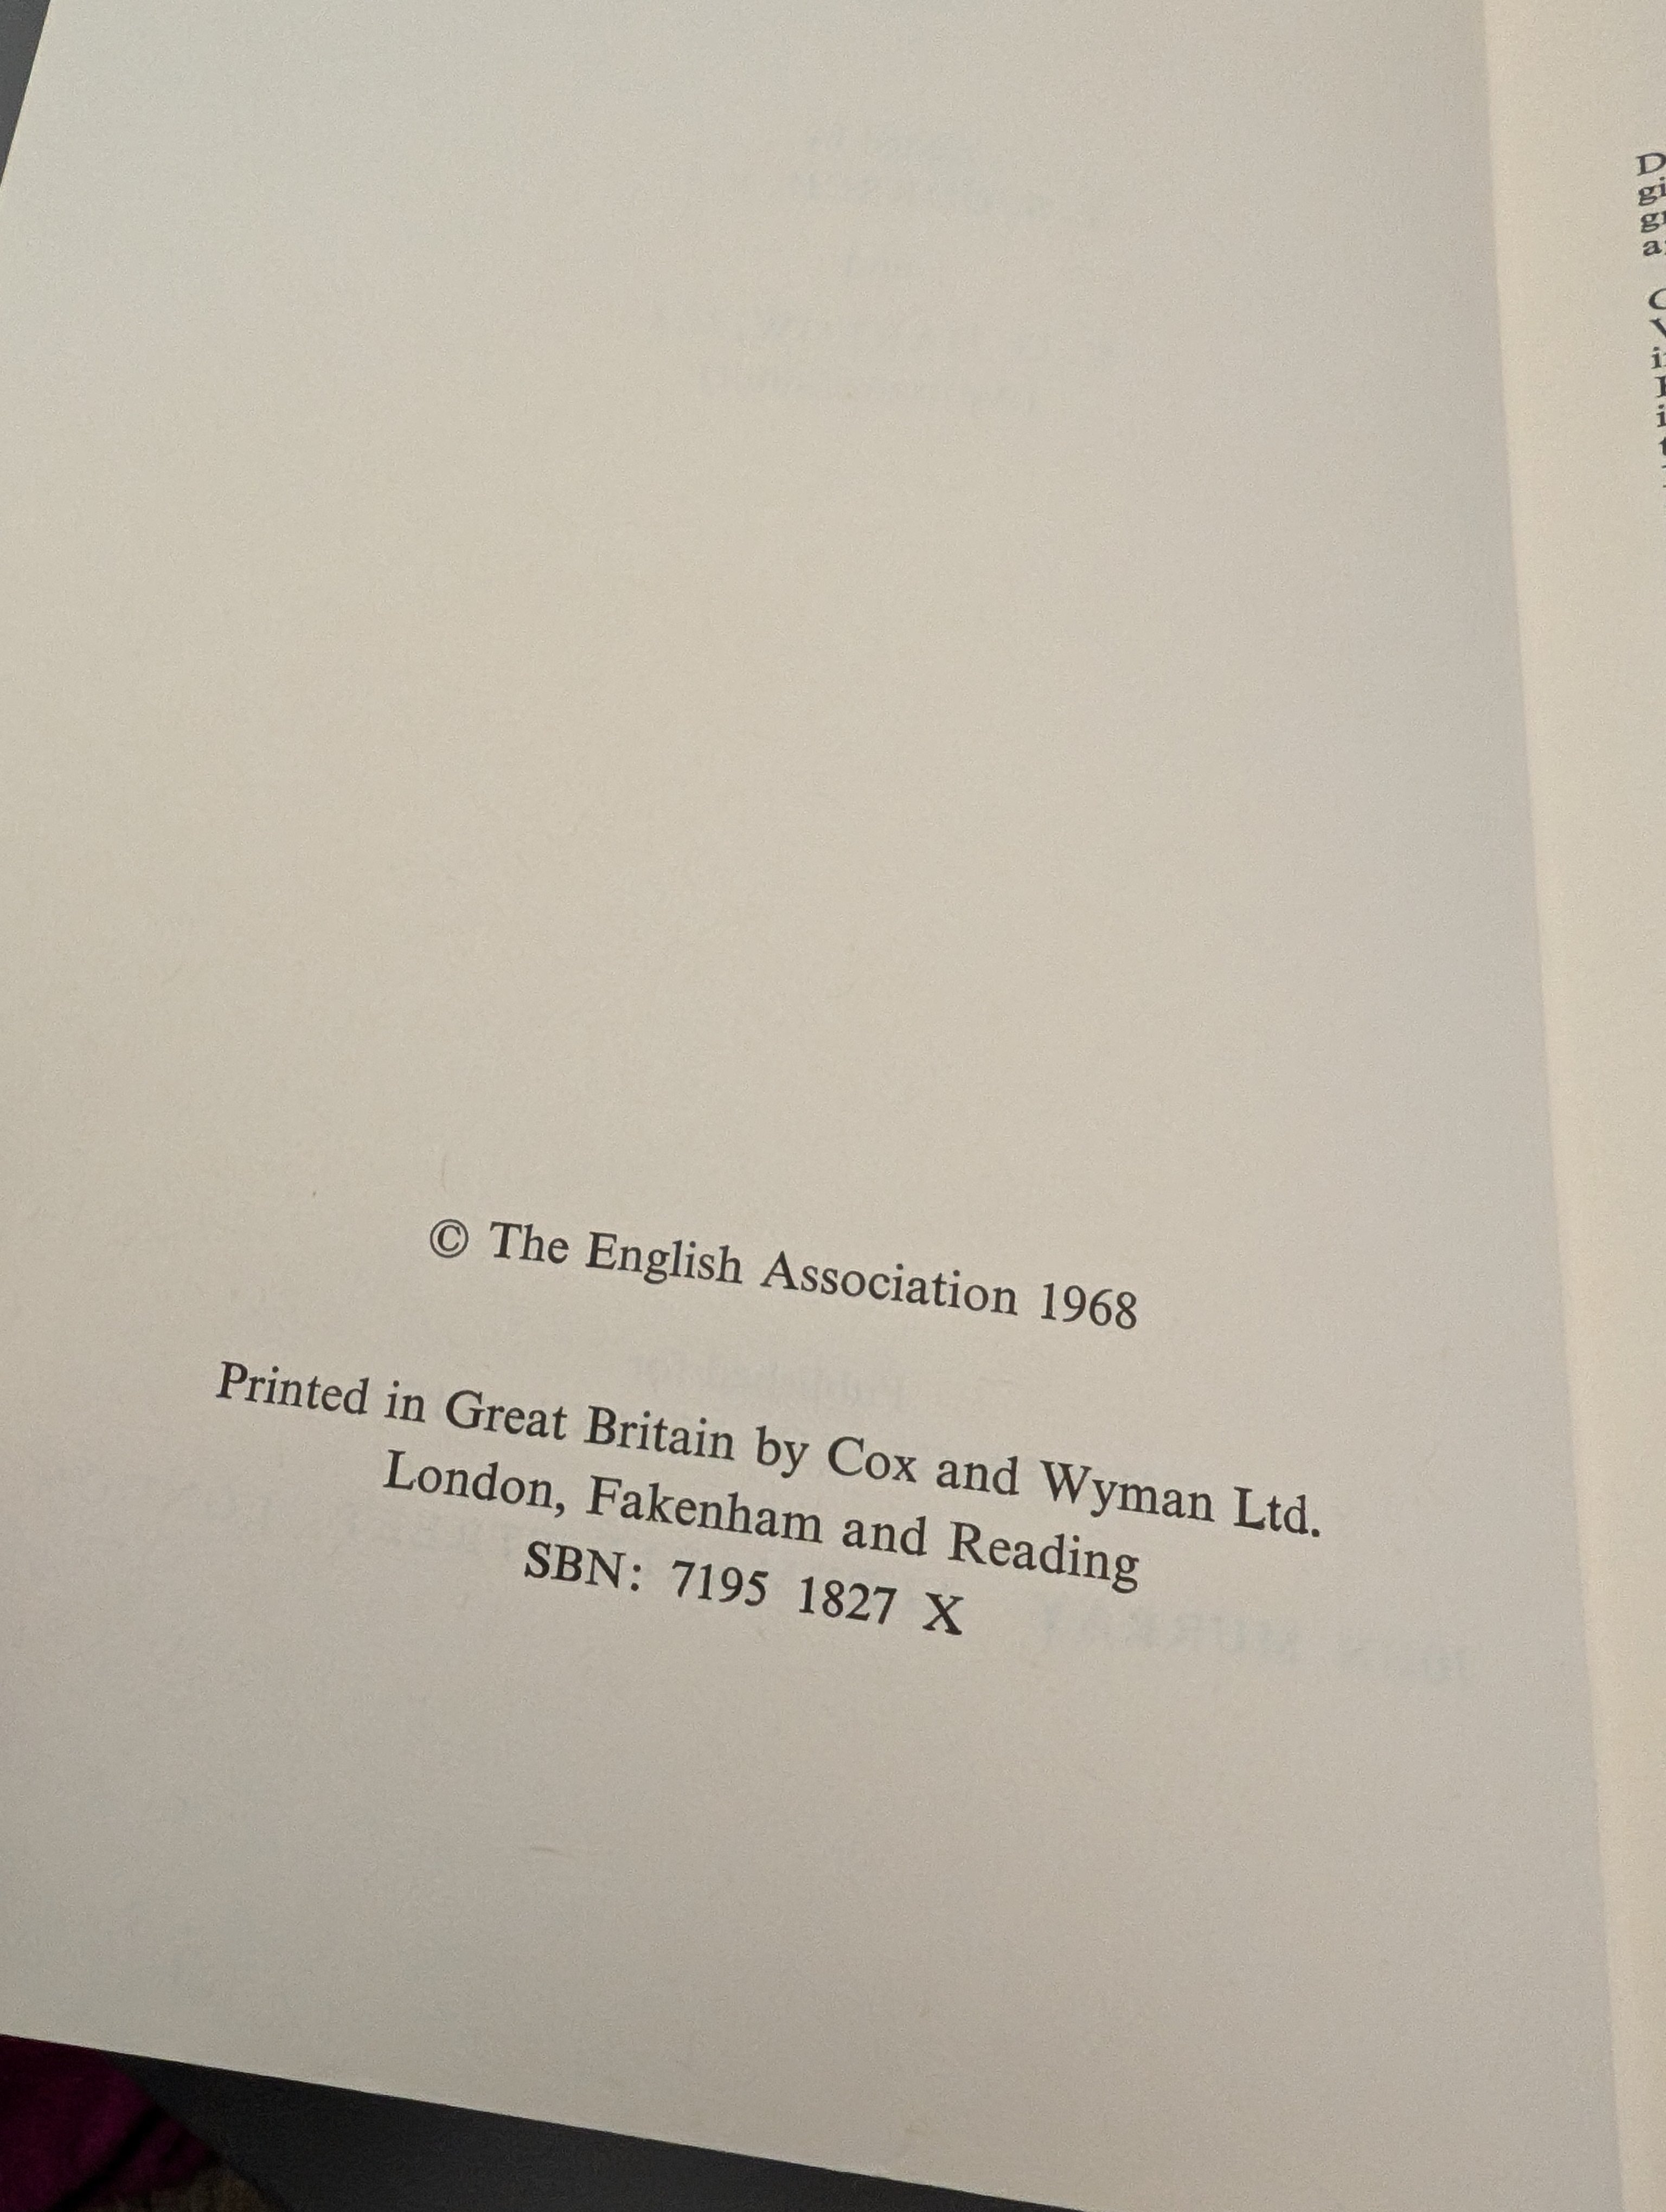 © The English Association 1968
Printed in Great Britain by Cox and Wyman Ltd.
London, Fakenham and Reading
SBN: 7195 1827 X